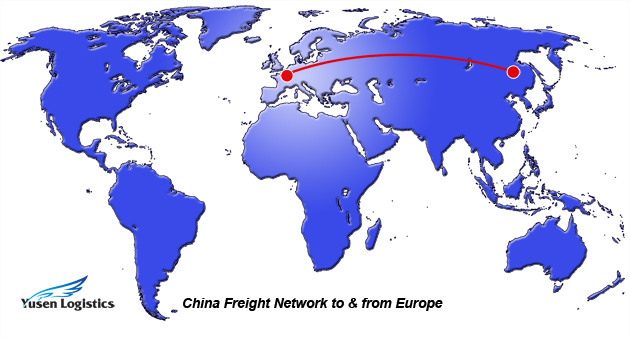 Yusen Logistics
China Freight Network to & from Europe